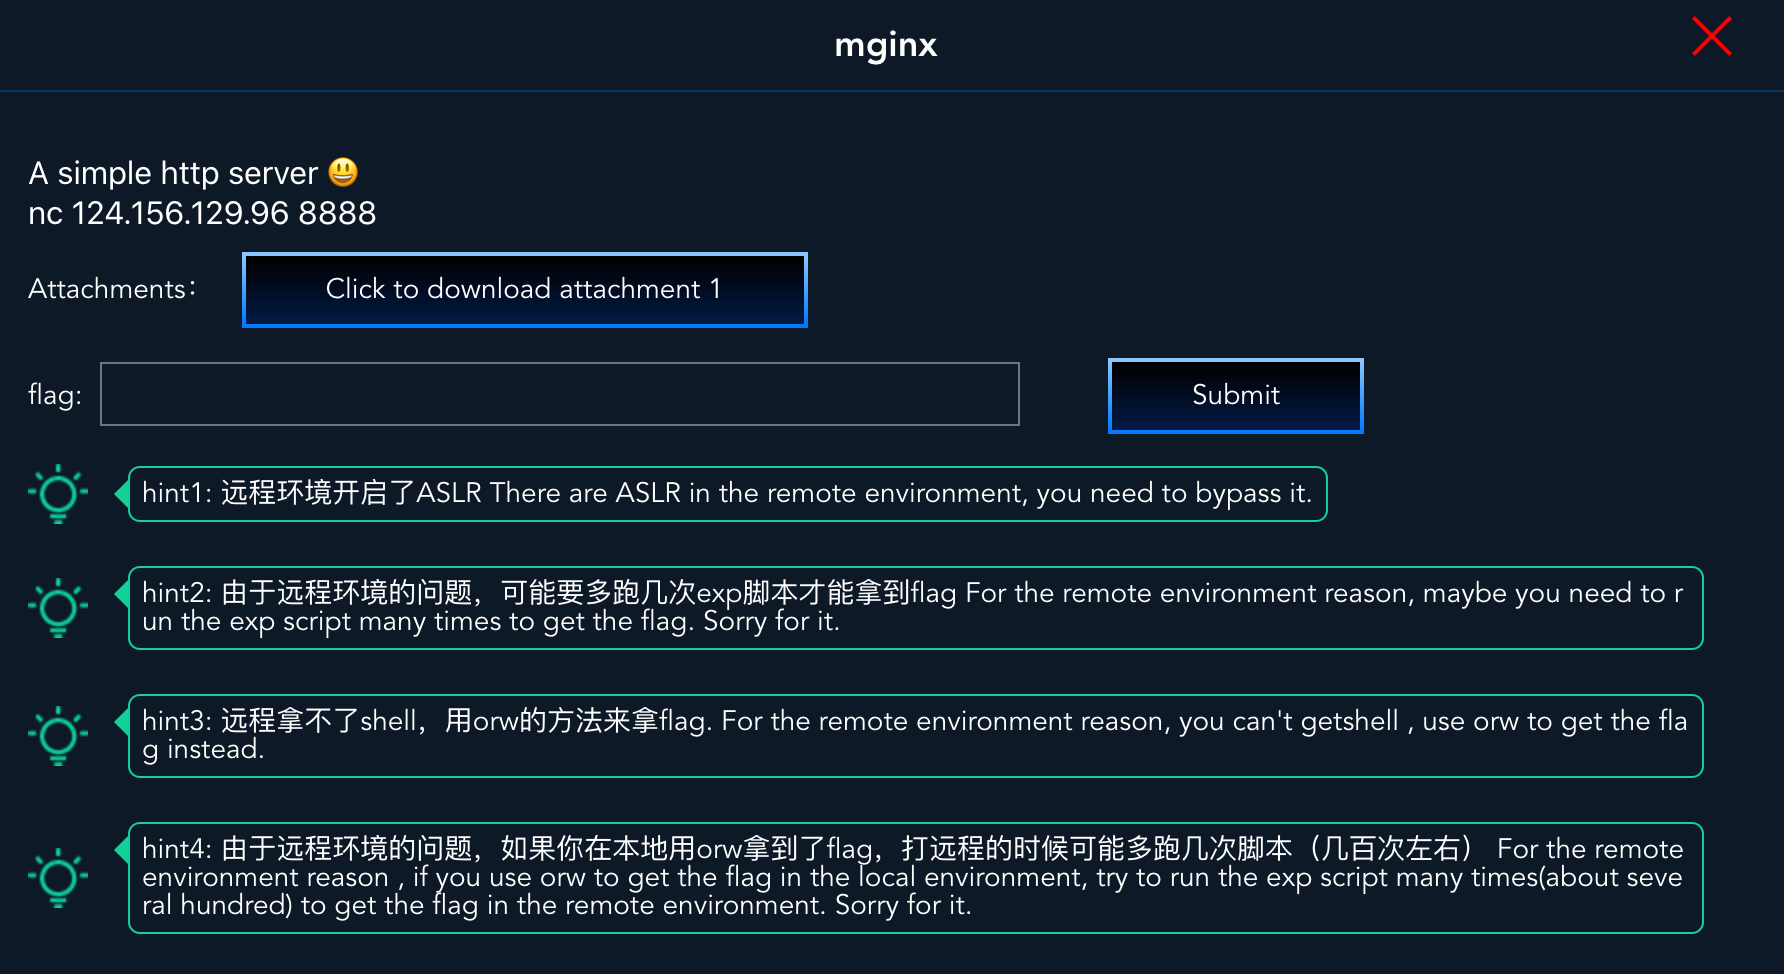 mginx
A simple http server 😃
nc 124.156.129.96 8888
Attachments：
Click to download attachment 1
flag:
Submit
hint1: 远程环境开启了ASLR There are ASLR in the remote environment, you need to bypass it.
hint2: 由于远程环境的问题，可能要多跑几次exp脚本才能拿到flag For the remote environment reason, maybe you need to r
un the exp script many times to get the flag. Sorry for it.
hint3: 远程拿不了shell，用orw的方法来拿flag. For the remote environment reason, you can't getshell , use orw to get the fla
g instead.
hint4: 由于远程环境的问题，如果你在本地用orw拿到了flag，打远程的时候可能多跑几次脚本（几百次左右） For the remote
environment reason , if you use orw to get the flag in the local environment, try to run the exp script many times(about seve
ral hundred) to get the flag in the remote environment. Sorry for it.